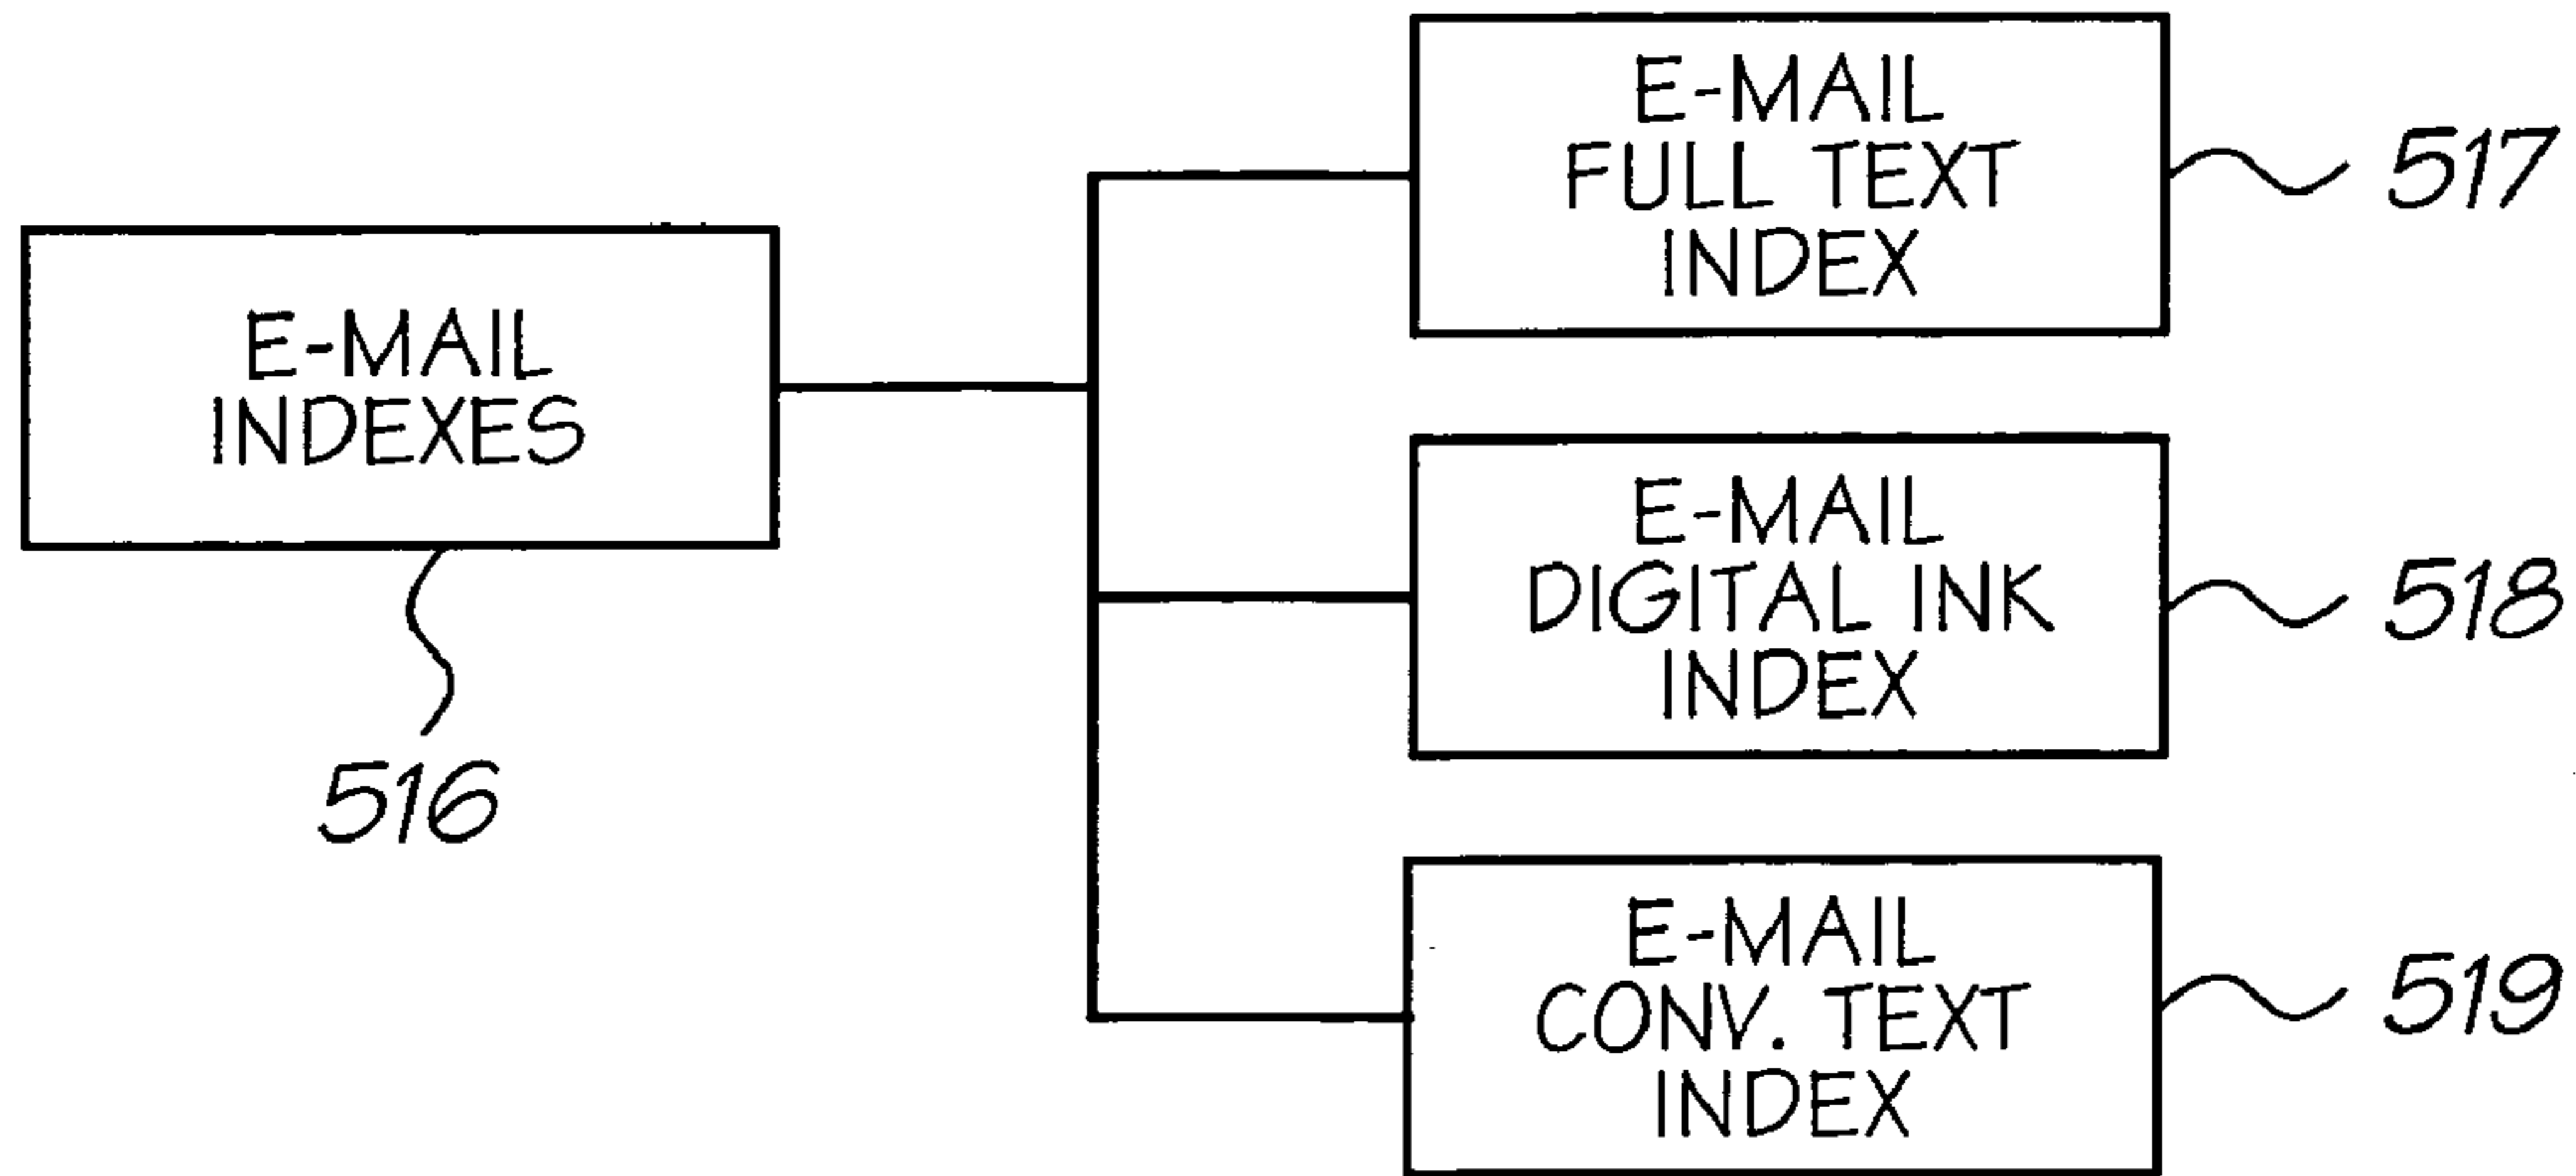 E-MAIL
INDEXES
516
E-MAIL
FULL TEXT
INDEX
517
E-MAIL
DIGITAL INK
INDEX
518
E-MAIL
CONV. TEXT
INDEX
519